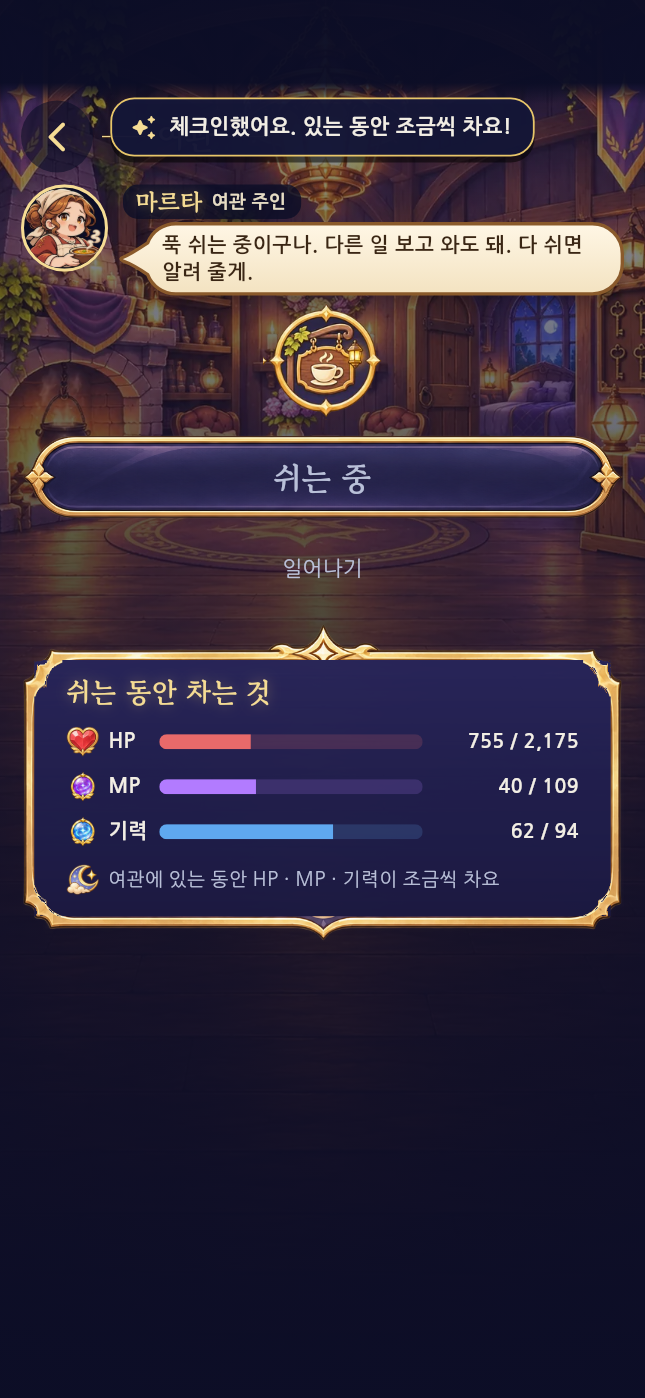 체크인했어요. 있는 동안 조금씩 차요!
마르타 여관 주인
푹 쉬는 중이구나. 다른 일 보고 와도 돼. 다 쉬면
알려 줄게.
쉬는 중
일어나기
쉬는 동안 차는 것
HP 755 / 2,175
MP 40 / 109
기력 62 / 94
여관에 있는 동안 HP · MP · 기력이 조금씩 차요